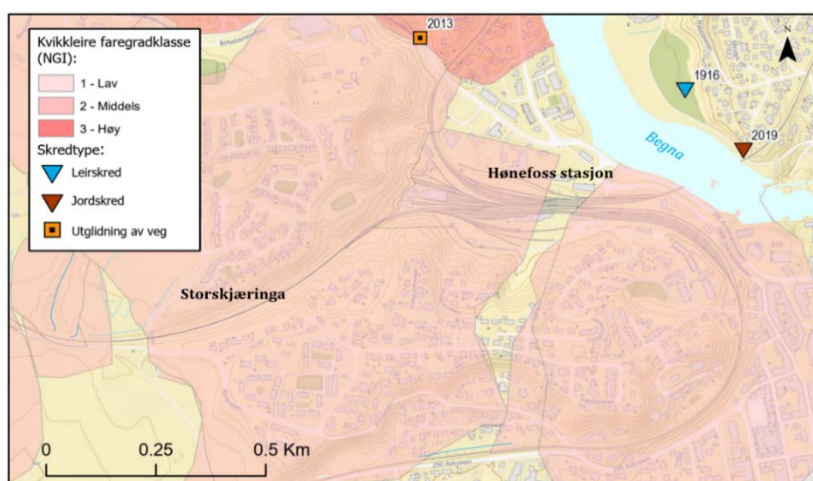 Kvikkleire faregradklasse
(NGI):
1 - Lav
2 - Middels
3 - Høy
Skredtype:
Leirskred
Jordskred
Utglidning av veg
2013
1916
N
2019
Begna
Hønefoss stasjon
Storskjæringa
0
0.25
0.5 Km